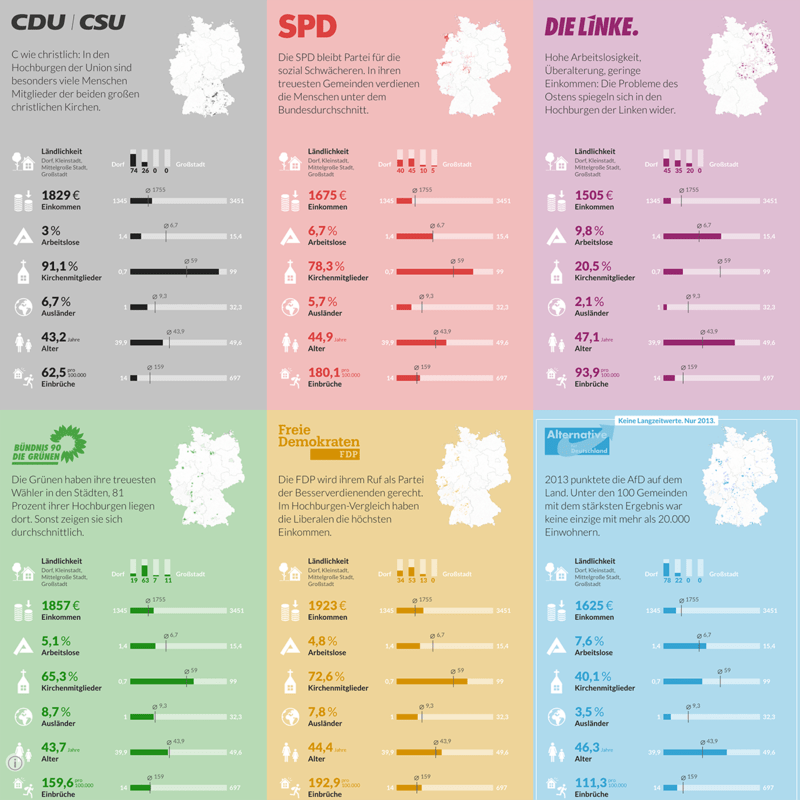 CDU | CSU
C wie christlich: In den
Hochburgen der Union sind
besonders viele Menschen
Mitglieder der beiden großen
christlichen Kirchen.
Ländlichkeit
Dorf, Kleinstadt,
Mittelgroße Stadt,
Großstadt
Dorf
74 26 0 0
Großstadt
1829 €
Einkommen
Ø 1755
1345
3451
3 %
Arbeitslose
Ø 6,7
1,4
15,4
91,1 %
Kirchenmitglieder
Ø 59
0,7
99
6,7 %
Ausländer
Ø 9,3
1
32,3
43,2 Jahre
Alter
Ø 43,9
39,9
49,6
62,5 pro 100.000
Einbrüche
Ø 159
14
697
SPD
Die SPD bleibt Partei für die
sozial Schwächeren. In ihren
treuesten Gemeinden verdienen
die Menschen unter dem
Bundesdurchschnitt.
Ländlichkeit
Dorf, Kleinstadt,
Mittelgroße Stadt,
Großstadt
Dorf
40 45 10 5
Großstadt
1675 €
Einkommen
Ø 1755
1345
3451
6,7 %
Arbeitslose
Ø 6,7
1,4
15,4
78,3 %
Kirchenmitglieder
Ø 59
0,7
99
5,7 %
Ausländer
Ø 9,3
1
32,3
44,9 Jahre
Alter
Ø 43,9
39,9
49,6
180,1 pro 100.000
Einbrüche
Ø 159
14
697
DIE LINKE.
Hohe Arbeitslosigkeit,
Überalterung, geringe
Einkommen: Die Probleme des
Ostens spiegeln sich in den
Hochburgen der Linken wider.
Ländlichkeit
Dorf, Kleinstadt,
Mittelgroße Stadt,
Großstadt
Dorf
45 35 20 0
Großstadt
1505 €
Einkommen
Ø 1755
1345
3451
9,8 %
Arbeitslose
Ø 6,7
1,4
15,4
20,5 %
Kirchenmitglieder
Ø 59
0,7
99
2,1 %
Ausländer
Ø 9,3
1
32,3
47,1 Jahre
Alter
Ø 43,9
39,9
49,6
93,9 pro 100.000
Einbrüche
Ø 159
14
697
BÜNDNIS 90
DIE GRÜNEN
Die Grünen haben ihre treuesten
Wähler in den Städten, 81
Prozent ihrer Hochburgen liegen
dort. Sonst zeigen sie sich
durchschnittlich.
Ländlichkeit
Dorf, Kleinstadt,
Mittelgroße Stadt,
Großstadt
Dorf
19 63 7 11
Großstadt
1857 €
Einkommen
Ø 1755
1345
3451
5,1 %
Arbeitslose
Ø 6,7
1,4
15,4
65,3 %
Kirchenmitglieder
Ø 59
0,7
99
8,7 %
Ausländer
Ø 9,3
1
32,3
43,7 Jahre
Alter
Ø 43,9
39,9
49,6
159,6 pro 100.000
Einbrüche
Ø 159
14
697
Freie
Demokraten
FDP
Die FDP wird ihrem Ruf als Partei
der Besserverdienenden gerecht.
Im Hochburgen-Vergleich haben
die Liberalen die höchsten
Einkommen.
Ländlichkeit
Dorf, Kleinstadt,
Mittelgroße Stadt,
Großstadt
Dorf
34 53 13 0
Großstadt
1923 €
Einkommen
Ø 1755
1345
3451
4,8 %
Arbeitslose
Ø 6,7
1,4
15,4
72,6 %
Kirchenmitglieder
Ø 59
0,7
99
7,8 %
Ausländer
Ø 9,3
1
32,3
44,4 Jahre
Alter
Ø 43,9
39,9
49,6
192,9 pro 100.000
Einbrüche
Ø 159
14
697
Keine Langzeitwerte. Nur 2013.
Alternative
Deutschland
2013 punktete die AfD auf dem
Land. Unter den 100 Gemeinden
mit dem stärksten Ergebnis war
keine einzige mit mehr als 20.000
Einwohnern.
Ländlichkeit
Dorf, Kleinstadt,
Mittelgroße Stadt,
Großstadt
Dorf
78 22 0 0
Großstadt
1625 €
Einkommen
Ø 1755
1345
3451
7,6 %
Arbeitslose
Ø 6,7
1,4
15,4
40,1 %
Kirchenmitglieder
Ø 59
0,7
99
3,5 %
Ausländer
Ø 9,3
1
32,3
46,3 Jahre
Alter
Ø 43,9
39,9
49,6
111,3 pro 100.000
Einbrüche
Ø 159
14
697